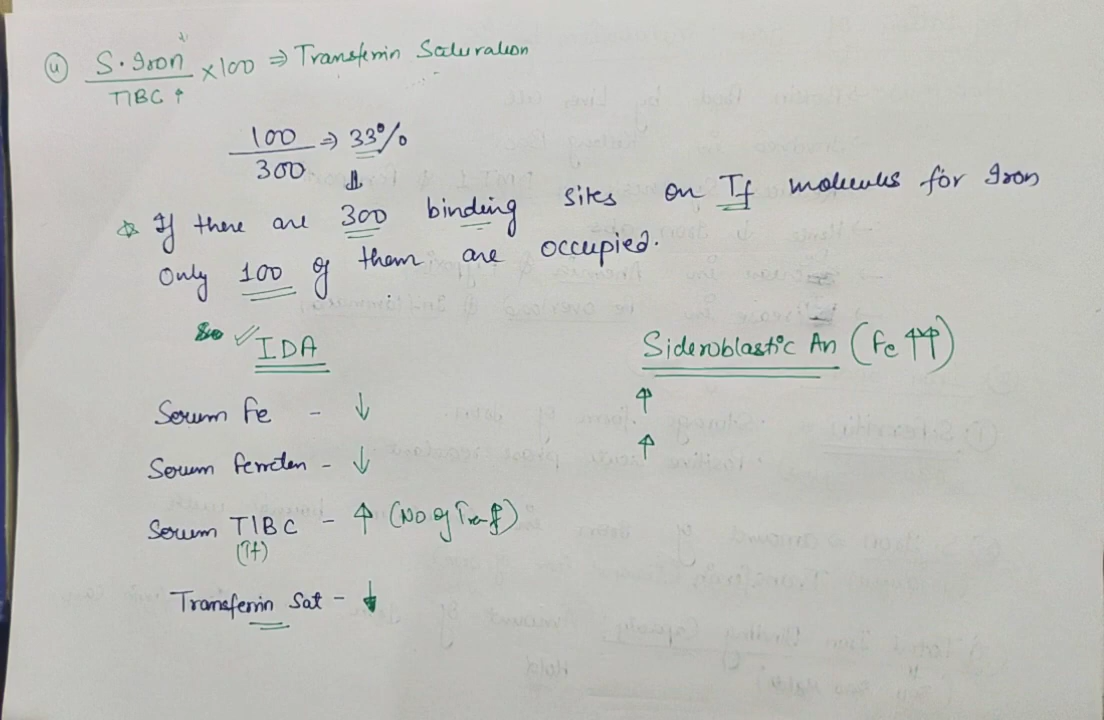 ④ S. Iron ↓ / TIBC ↑ × 100 ⇒ Transferrin Saturation
100 / 300 ⇒ 33%
⇓
☆ If there are 300 binding sites on Tf molecules for Iron
Only 100 of them are occupied.
✓ IDA
Sideroblastic An (Fe ↑↑)
Serum Fe - ↓ ↑
Serum ferreten - ↓ ↑
Serum TIBC - ↑ (No of Tranf)
(Tf)
Transferrin Sat - ↓